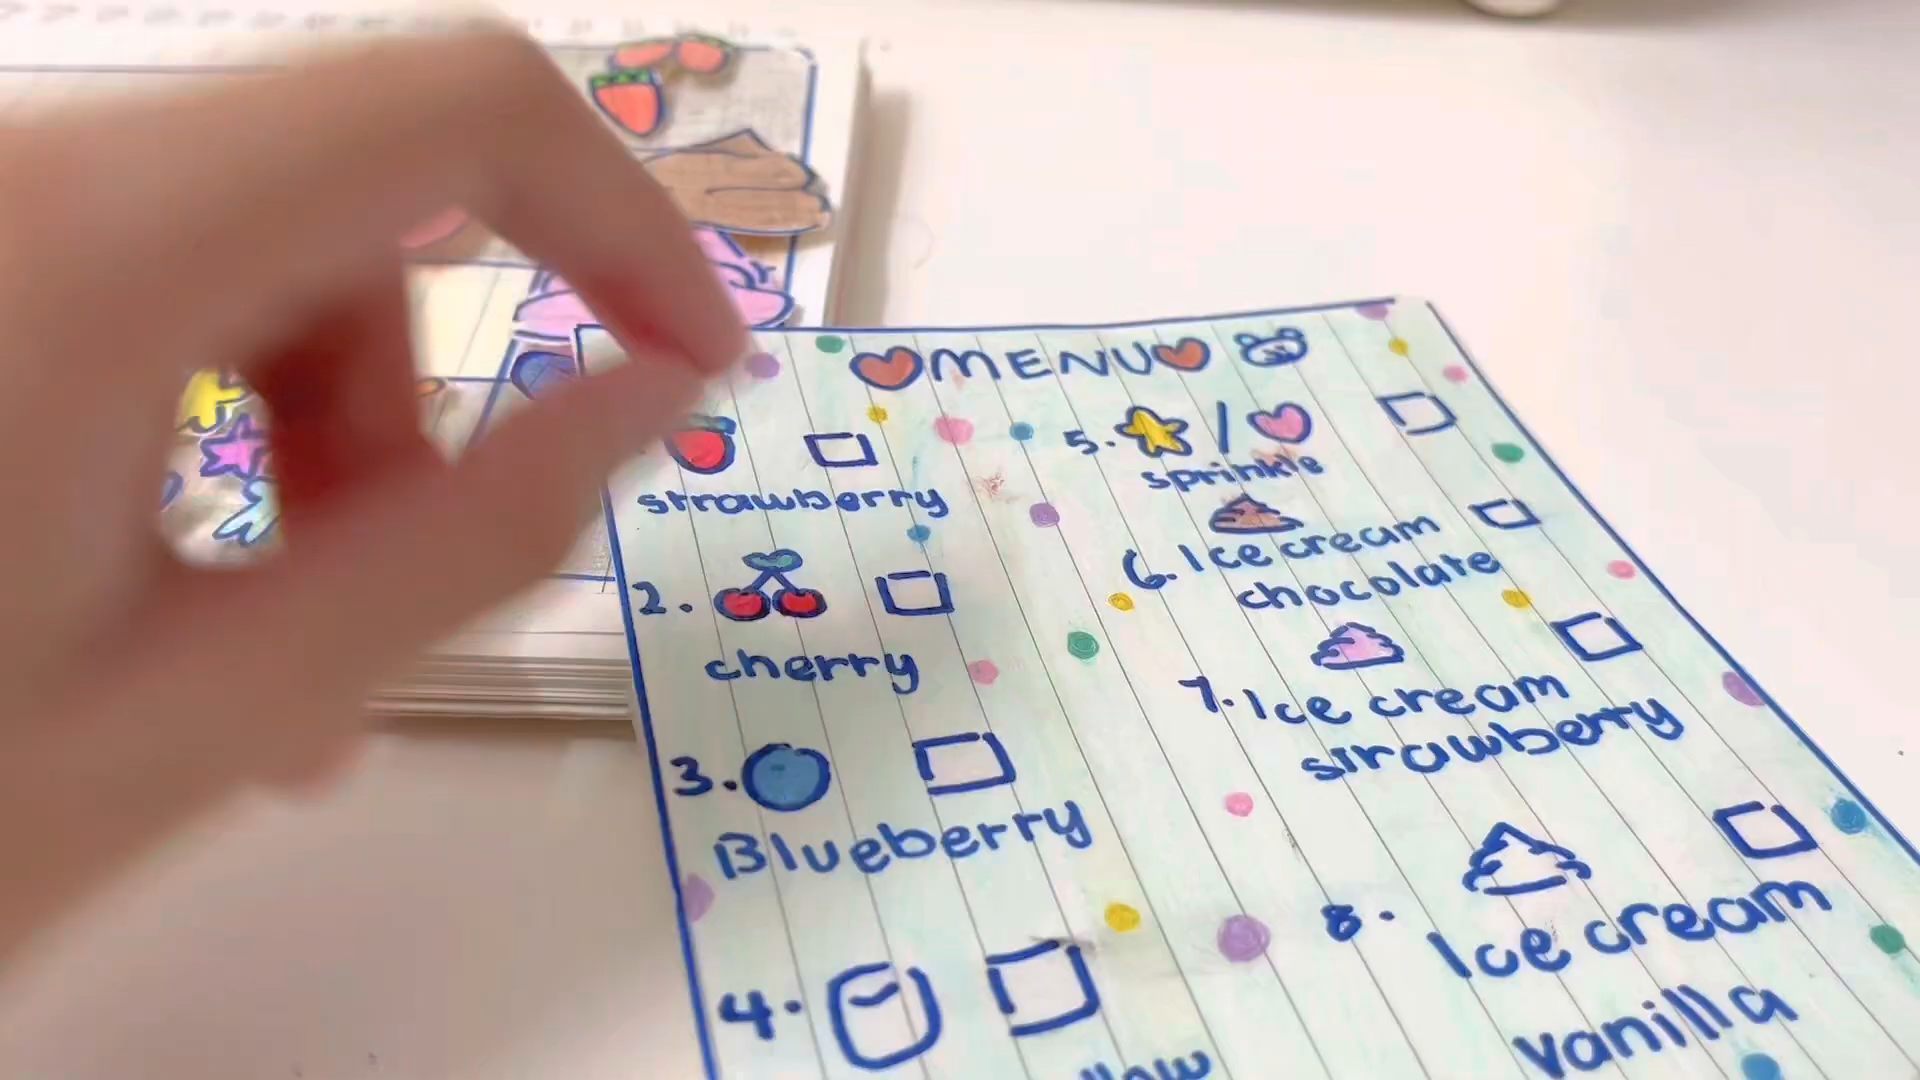 MENU
strawberry
2.
cherry
3.
Blueberry
4.
5. /
sprinkle
6. Ice cream
chocolate
7. Ice cream
strawberry
8.
Ice cream
vanilla